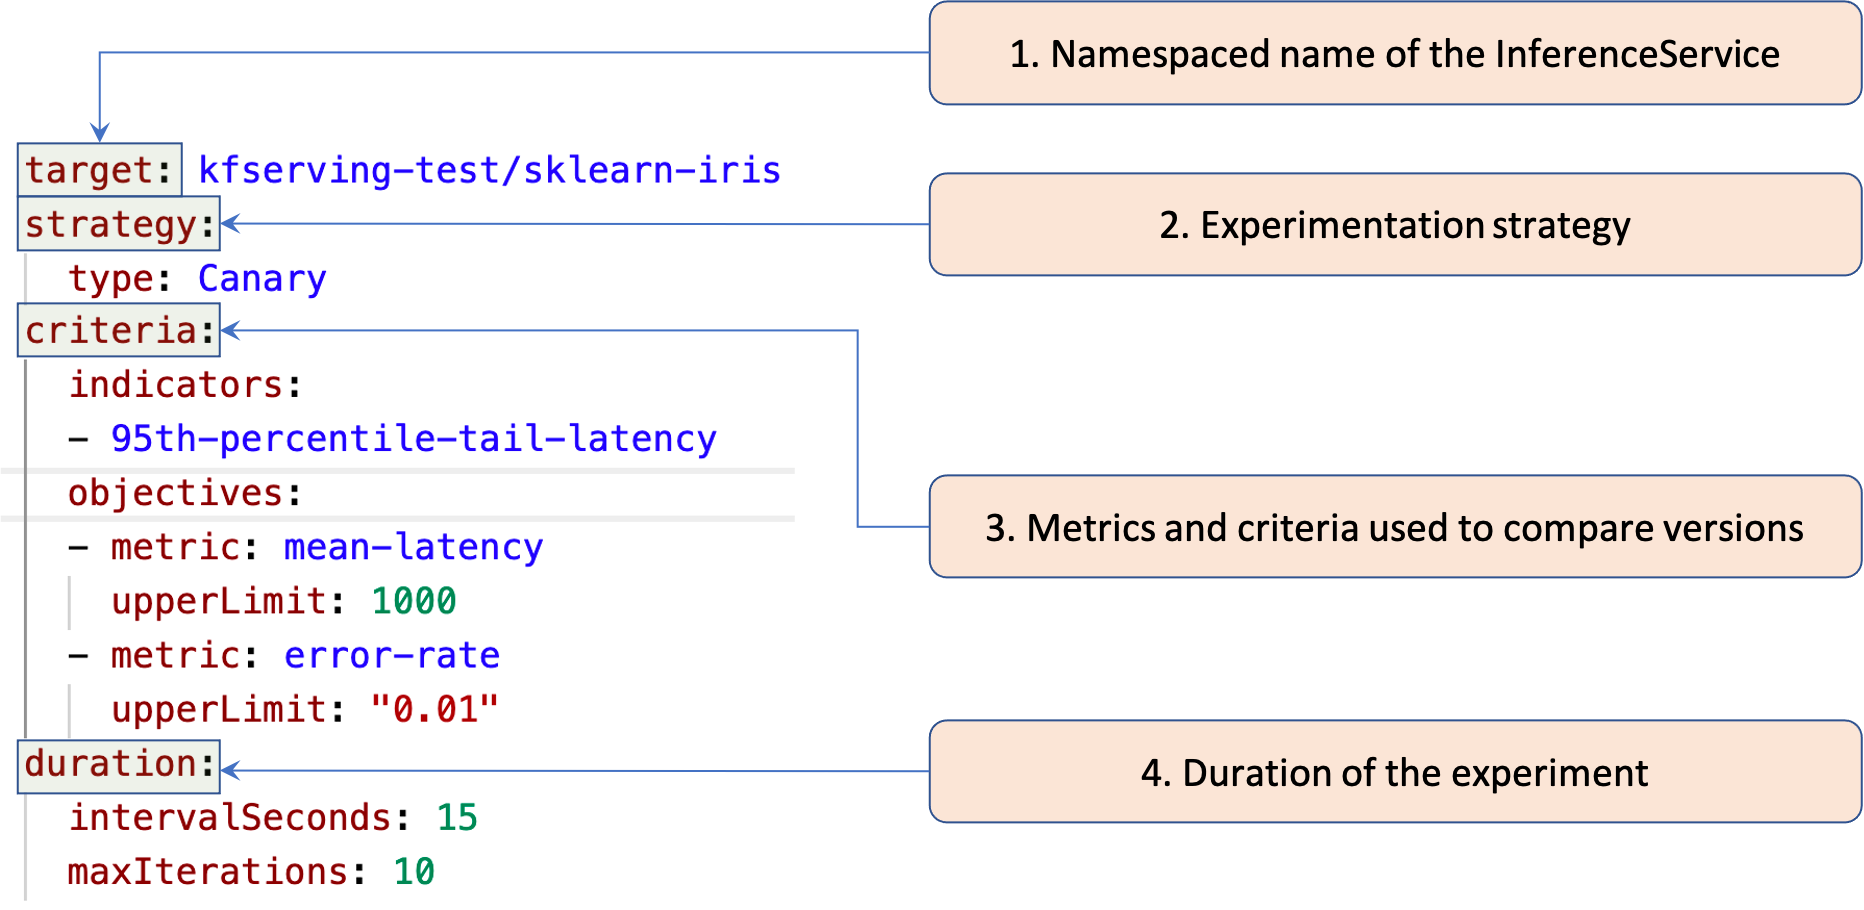 1. Namespaced name of the InferenceService
target: kfserving-test/sklearn-iris
strategy:
2. Experimentation strategy
type: Canary
criteria:
indicators:
- 95th-percentile-tail-latency
objectives:
3. Metrics and criteria used to compare versions
- metric: mean-latency
upperLimit: 1000
- metric: error-rate
upperLimit: "0.01"
duration:
4. Duration of the experiment
intervalSeconds: 15
maxIterations: 10